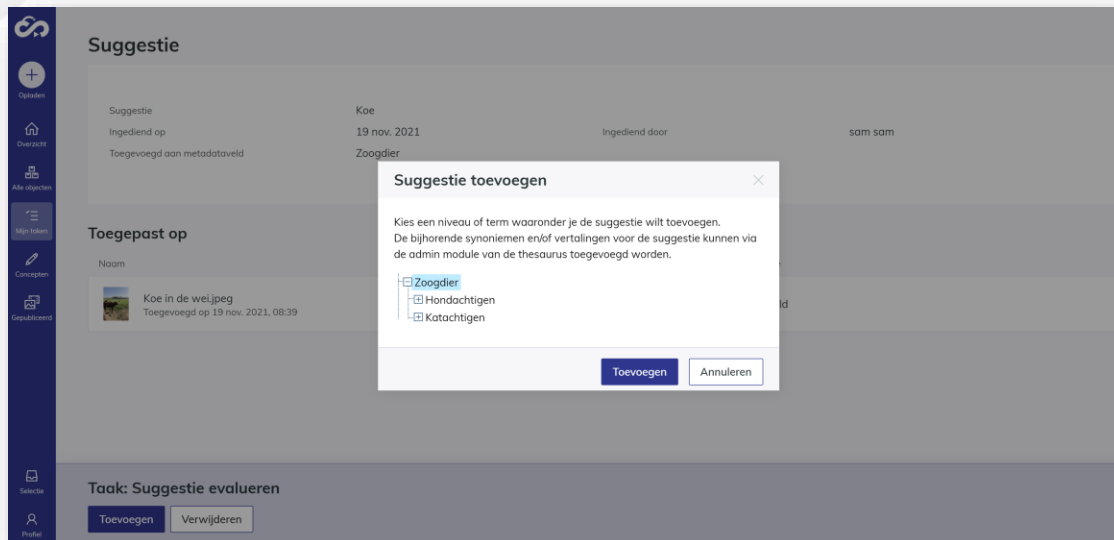 Suggestie
Opladen
Suggestie Koe
Ingediend op 19 nov. 2021 Ingediend door sam sam
Toegevoegd aan metadataveld Zoogdier
Overzicht
Alle objecten
Mijn taken
Concepten
Gepubliceerd
Suggestie toevoegen
Kies een niveau of term waaronder je de suggestie wilt toevoegen.
De bijhorende synoniemen en/of vertalingen voor de suggestie kunnen via
de admin module van de thesaurus toegevoegd worden.
Zoogdier
Hondachtigen
Katachtigen
Toevoegen Annuleren
Toegepast op
Naam
Koe in de wei.jpeg
Toegevoegd op 19 nov. 2021, 08:39
Selectie
Profiel
Taak: Suggestie evalueren
Toevoegen Verwijderen